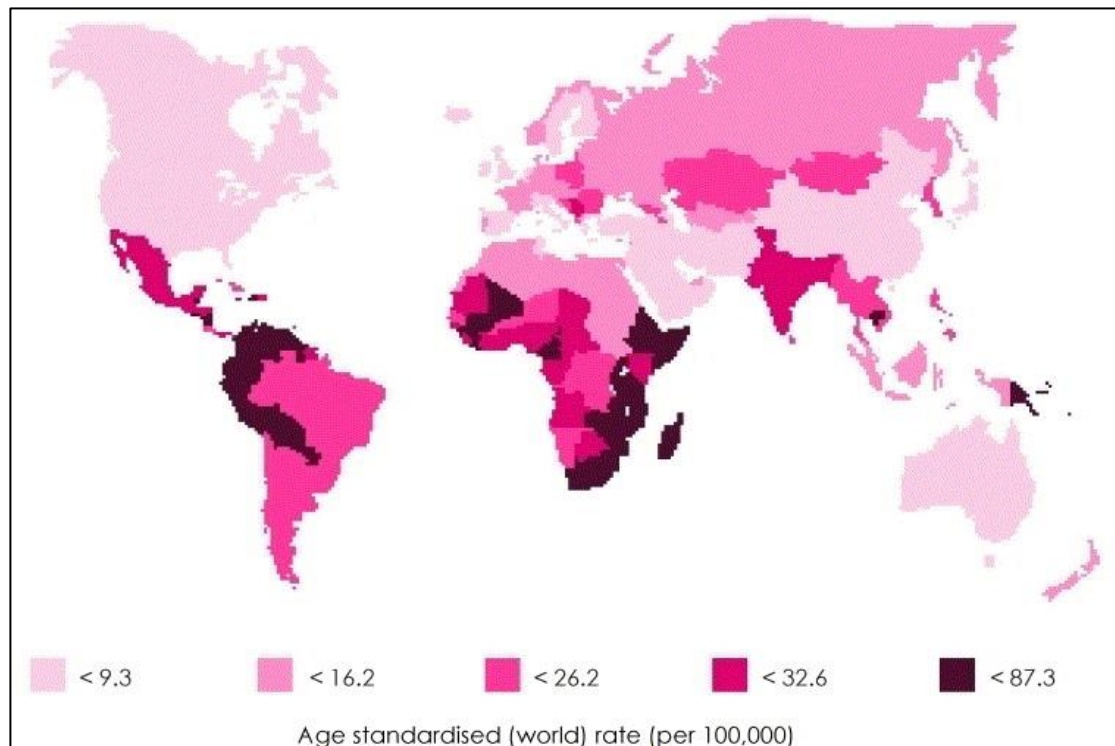 < 9.3 < 16.2 < 26.2 < 32.6 < 87.3
Age standardised (world) rate (per 100,000)